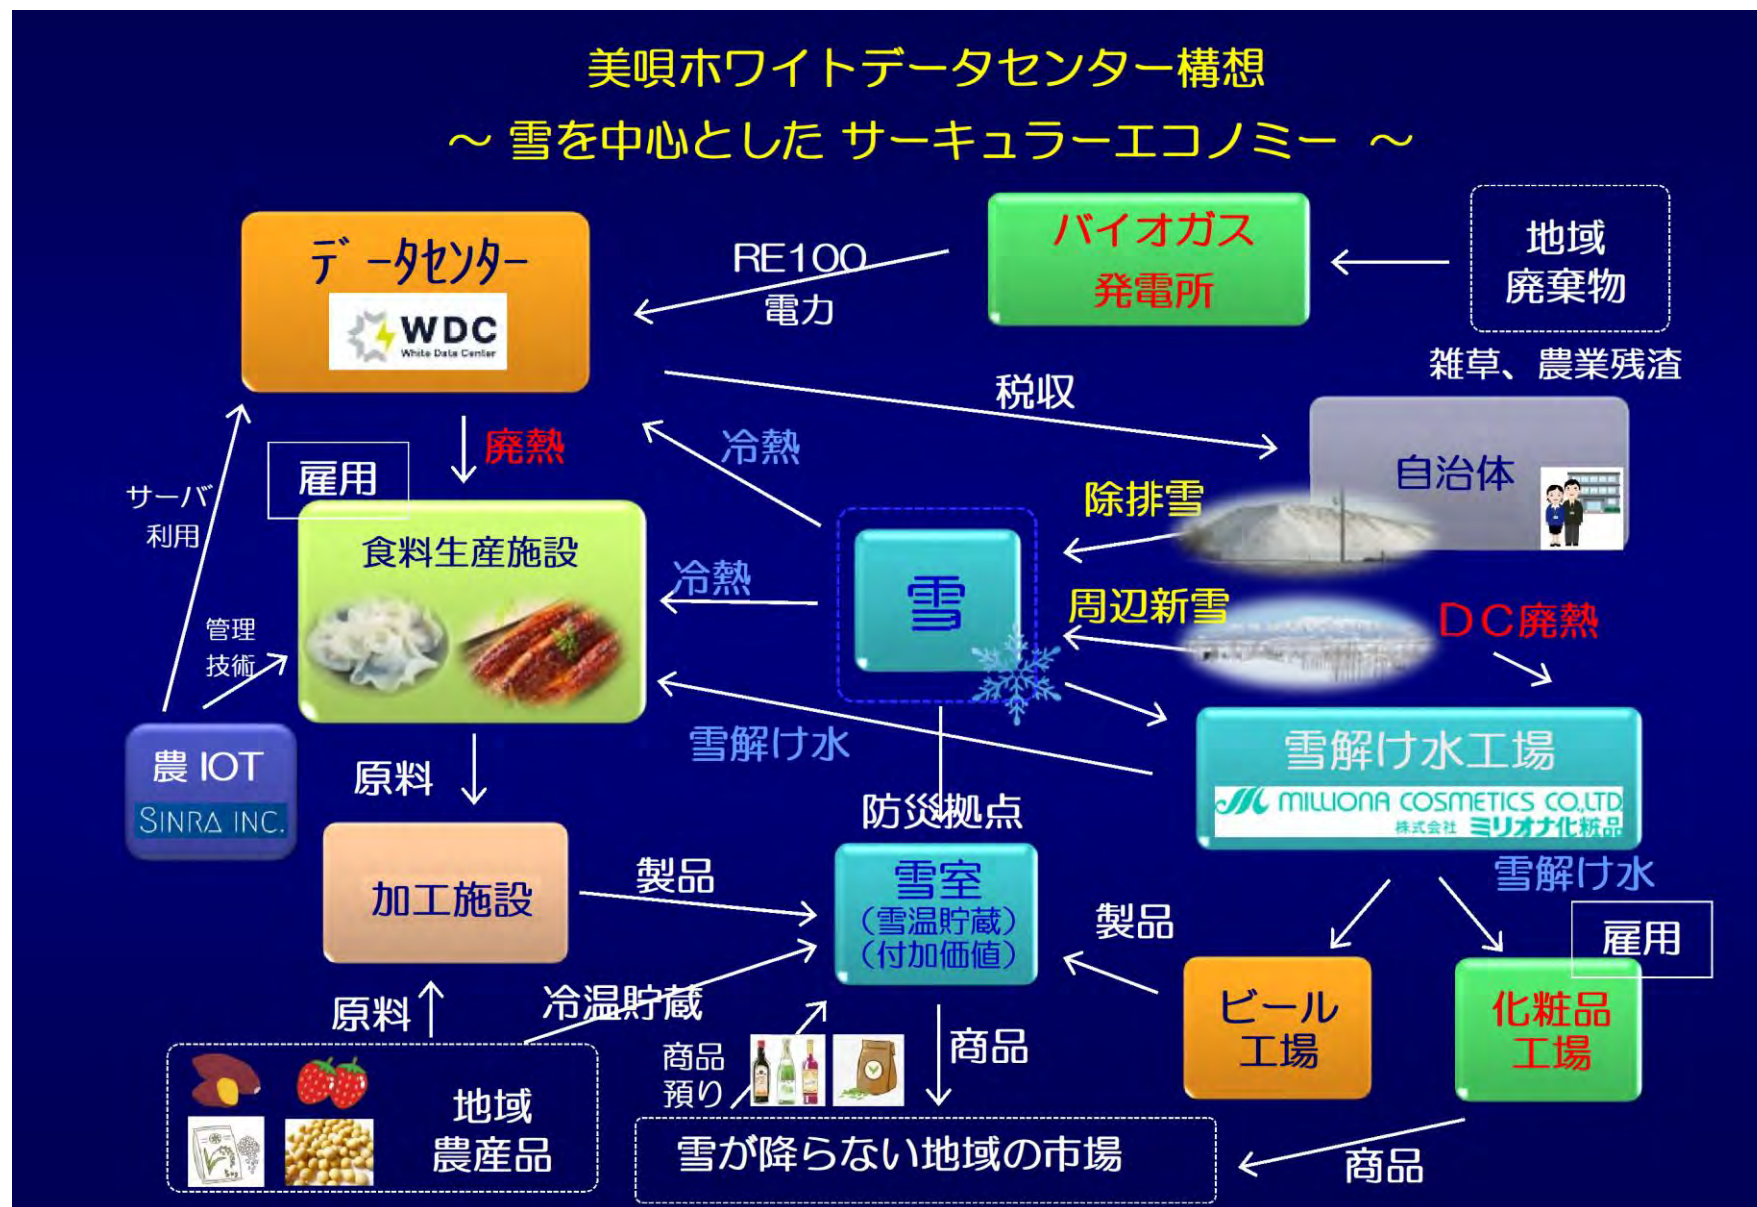 美唄ホワイトデータセンター構想
～ 雪を中心とした サーキュラーエコノミー ～
データセンター
WDC
White Data Center
RE100
電力
バイオガス
発電所
地域
廃棄物
雑草、農業残渣
税収
自治体
廃熱
冷熱
雇用
サーバ
利用
食料生産施設
冷熱
雪
除排雪
周辺新雪
DC廃熱
管理
技術
農IOT
SINRA INC.
原料
雪解け水
雪解け水工場
MILLIONA COSMETICS CO.,LTD
株式会社 ミリオナ化粧品
防災拠点
雪解け水
加工施設
製品
雪室
（雪温貯蔵）
（付加価値）
製品
雇用
ビール
工場
化粧品
工場
原料
冷温貯蔵
商品
預り
商品
地域
農産品
雪が降らない地域の市場
商品